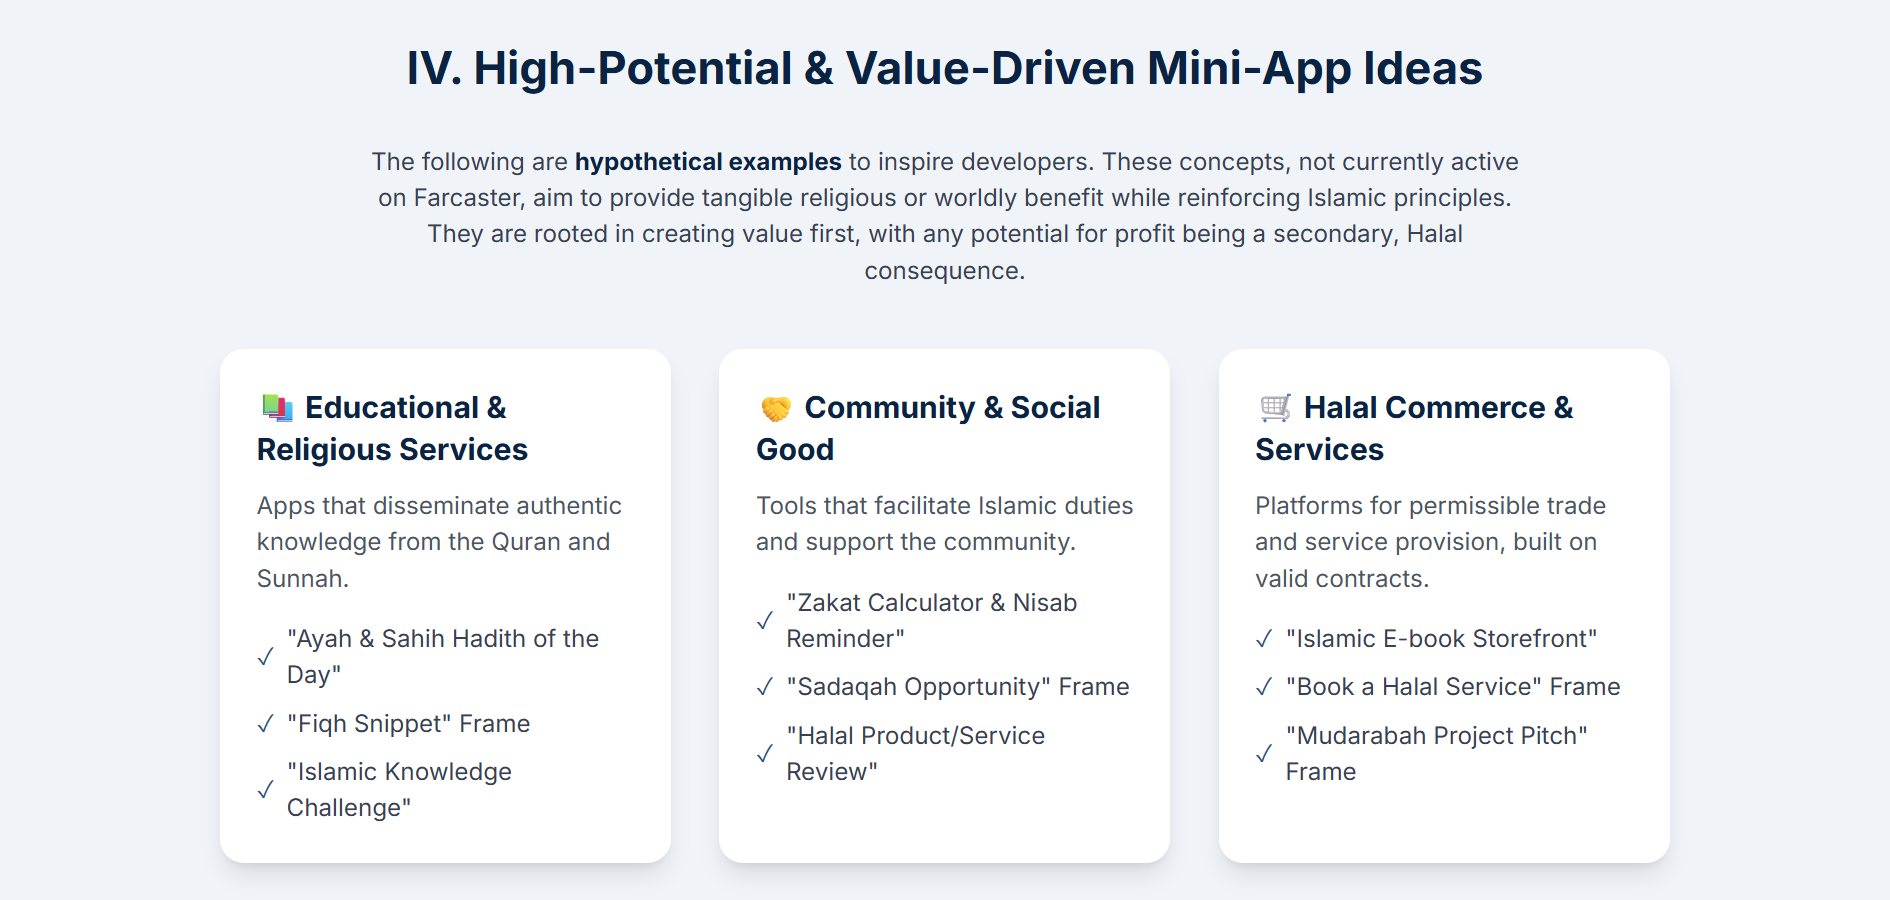 IV. High-Potential & Value-Driven Mini-App Ideas
The following are hypothetical examples to inspire developers. These concepts, not currently active
on Farcaster, aim to provide tangible religious or worldly benefit while reinforcing Islamic principles.
They are rooted in creating value first, with any potential for profit being a secondary, Halal
consequence.
Educational &
Religious Services
Apps that disseminate authentic
knowledge from the Quran and
Sunnah.
✓ "Ayah & Sahih Hadith of the
Day"
✓ "Fiqh Snippet" Frame
✓ "Islamic Knowledge
Challenge"
Community & Social
Good
Tools that facilitate Islamic duties
and support the community.
✓ "Zakat Calculator & Nisab
Reminder"
✓ "Sadaqah Opportunity" Frame
✓ "Halal Product/Service
Review"
Halal Commerce &
Services
Platforms for permissible trade
and service provision, built on
valid contracts.
✓ "Islamic E-book Storefront"
✓ "Book a Halal Service" Frame
✓ "Mudarabah Project Pitch"
Frame